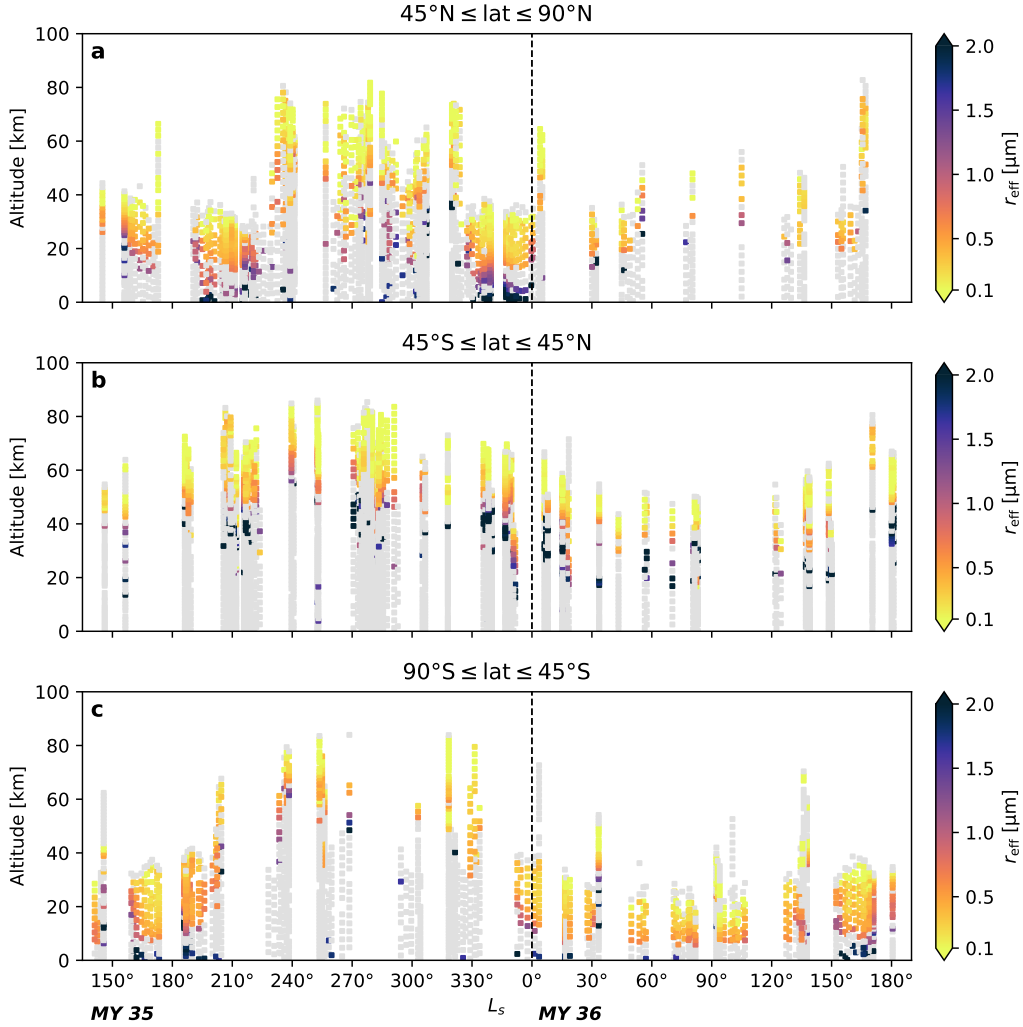 45°N ≤ lat ≤ 90°N
a
Altitude [km]
100
80
60
40
20
0
2.0
1.5
1.0
0.5
0.1
r_eff [µm]
45°S ≤ lat ≤ 45°N
b
Altitude [km]
100
80
60
40
20
0
2.0
1.5
1.0
0.5
0.1
r_eff [µm]
90°S ≤ lat ≤ 45°S
c
Altitude [km]
100
80
60
40
20
0
2.0
1.5
1.0
0.5
0.1
r_eff [µm]
150 180 210 240 270 300 330 0 30 60 90 120 150 180
L_s
MY 35 MY 36